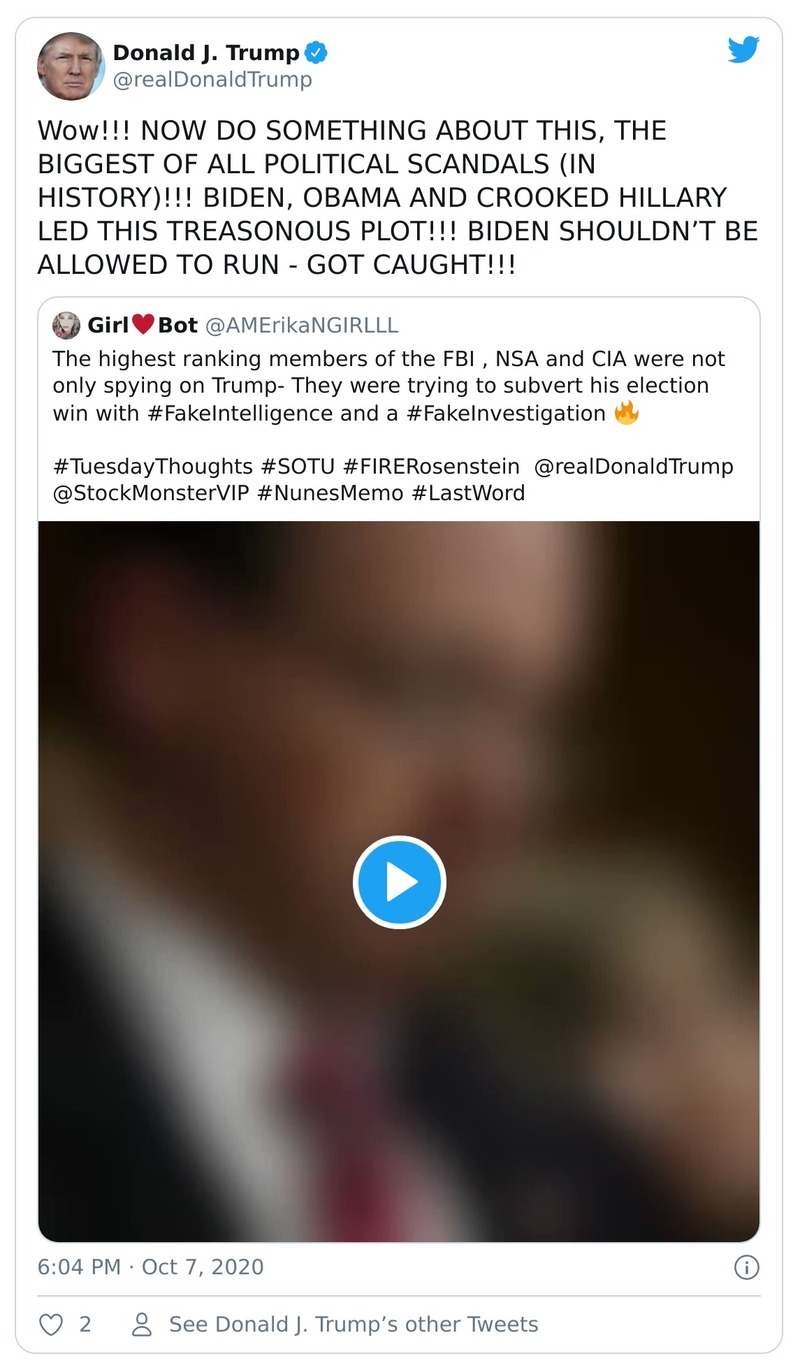 Donald J. Trump
@realDonaldTrump
Wow!!! NOW DO SOMETHING ABOUT THIS, THE
BIGGEST OF ALL POLITICAL SCANDALS (IN
HISTORY)!!! BIDEN, OBAMA AND CROOKED HILLARY
LED THIS TREASONOUS PLOT!!! BIDEN SHOULDN’T BE
ALLOWED TO RUN - GOT CAUGHT!!!
Girl❤️Bot @AMErikaNGIRLLL
The highest ranking members of the FBI , NSA and CIA were not
only spying on Trump- They were trying to subvert his election
win with #FakeIntelligence and a #FakeInvestigation 🔥
#TuesdayThoughts #SOTU #FIRERosenstein @realDonaldTrump
@StockMonsterVIP #NunesMemo #LastWord
6:04 PM · Oct 7, 2020
2 See Donald J. Trump’s other Tweets